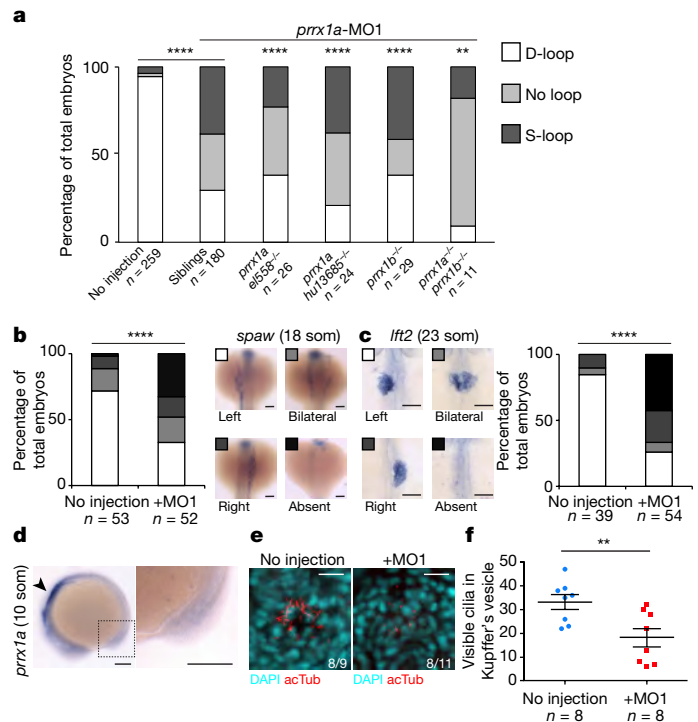 a
prrx1a-MO1
**** **** **** **** **
D-loop
No loop
S-loop
Percentage of total embryos
100
50
0
No injection
n = 259
Siblings
n = 180
prrx1a
el558-/-
n = 26
prrx1a
hu13685-/-
n = 24
prrx1b-/-
n = 29
prrx1a-/-
prrx1b-/-
n = 11
b
****
Percentage of
total embryos
100
50
0
No injection +MO1
n = 53 n = 52
spaw (18 som)
Left Bilateral
Right Absent
c
lft2 (23 som)
Left Bilateral
Right Absent
****
Percentage of
total embryos
100
50
0
No injection +MO1
n = 39 n = 54
d
prrx1a (10 som)
e
No injection +MO1
8/9 8/11
DAPI acTub DAPI acTub
f
**
Visible cilia in
Kupffer's vesicle
50
40
30
20
10
0
No injection +MO1
n = 8 n = 8